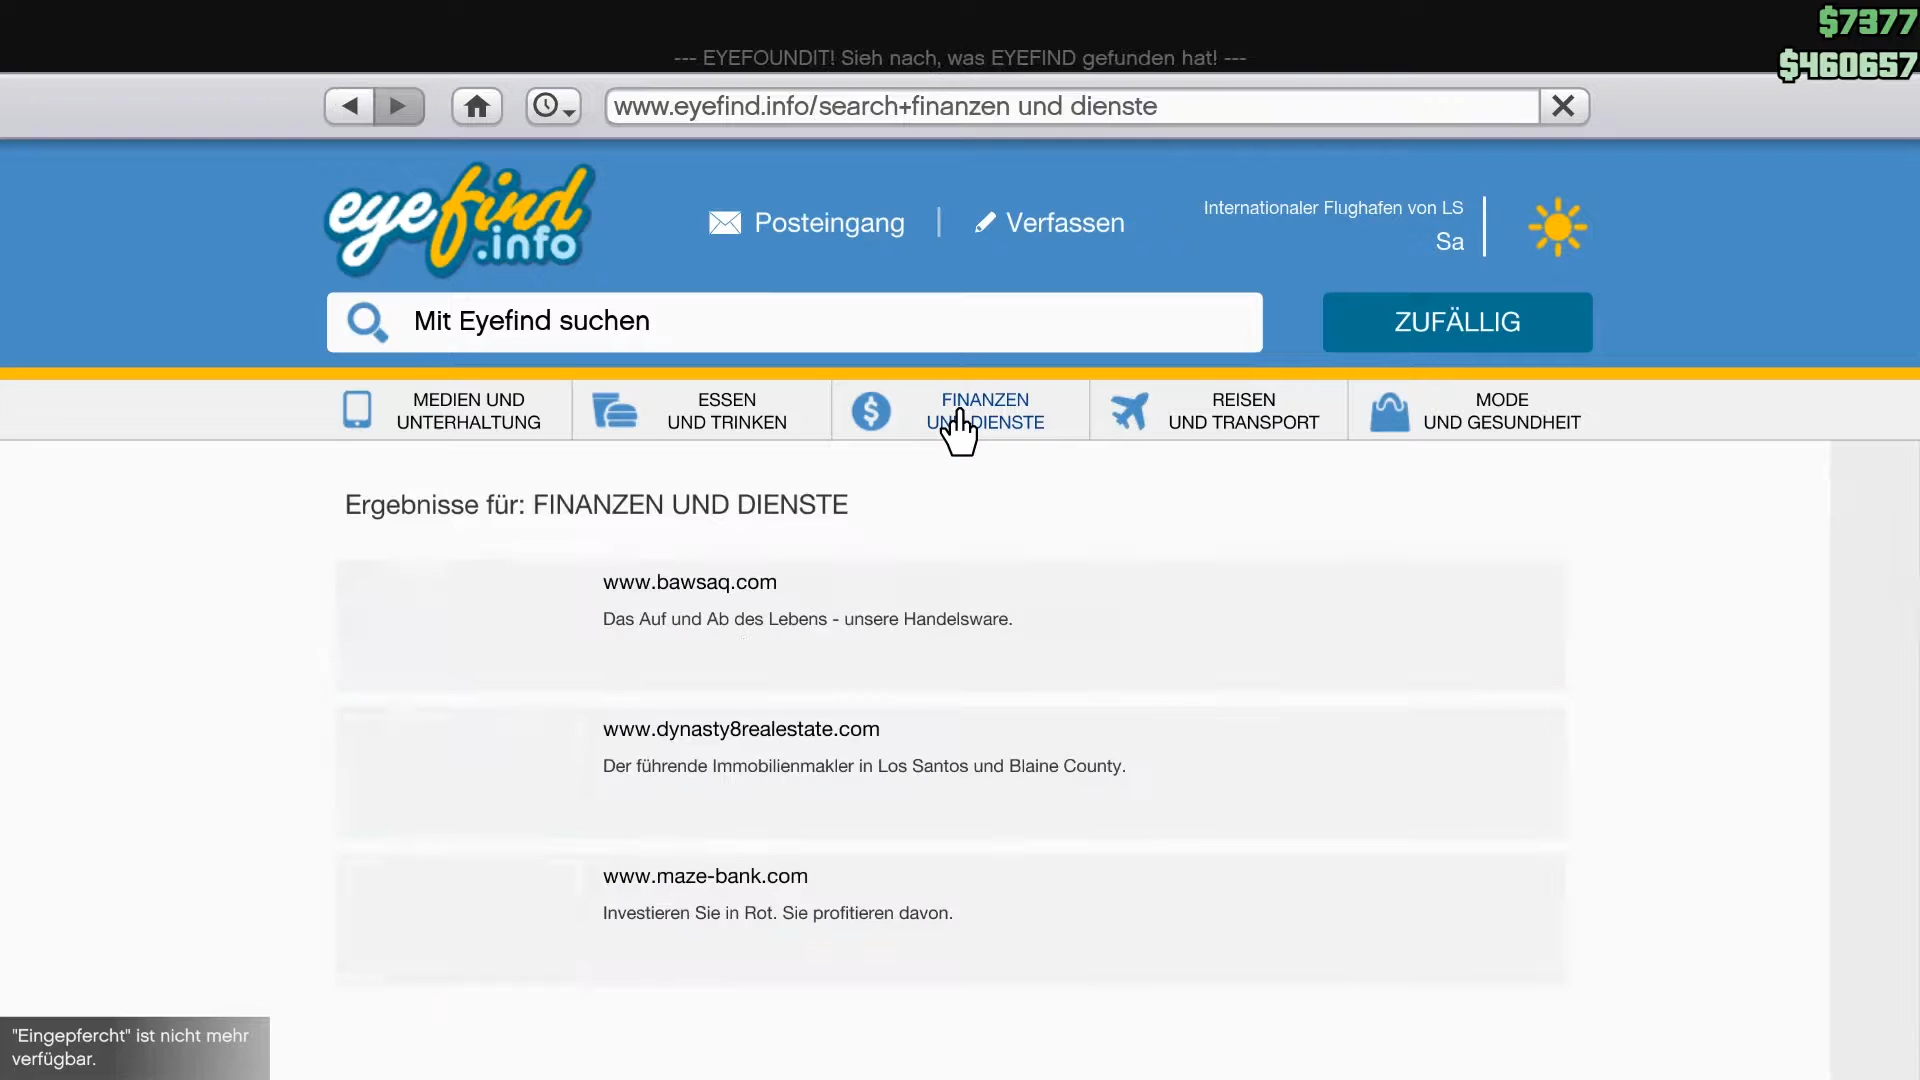 $7377
--- EYEFOUNDIT! Sieh nach, was EYEFIND gefunden hat! ---
$460657
www.eyefind.info/search+finanzen und dienste
eyefind
.info
Posteingang | Verfassen
Internationaler Flughafen von LS
Sa
Mit Eyefind suchen
ZUFÄLLIG
MEDIEN UND
UNTERHALTUNG
ESSEN
UND TRINKEN
FINANZEN
UND DIENSTE
REISEN
UND TRANSPORT
MODE
UND GESUNDHEIT
Ergebnisse für: FINANZEN UND DIENSTE
www.bawsaq.com
Das Auf und Ab des Lebens - unsere Handelsware.
www.dynasty8realestate.com
Der führende Immobilienmakler in Los Santos und Blaine County.
www.maze-bank.com
Investieren Sie in Rot. Sie profitieren davon.
"Eingepfercht" ist nicht mehr
verfügbar.